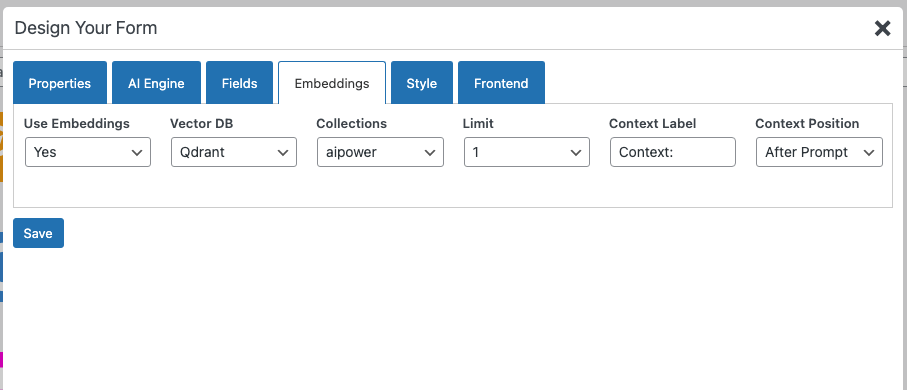 Design Your Form
Properties AI Engine Fields Embeddings Style Frontend
Use Embeddings Vector DB Collections Limit Context Label Context Position
Yes Qdrant aipower 1 Context: After Prompt
Save